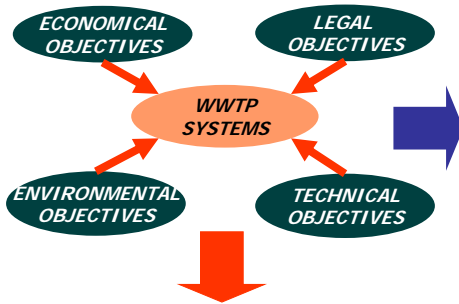 ECONOMICAL
OBJECTIVES
LEGAL
OBJECTIVES
WWTP
SYSTEMS
ENVIRONMENTAL
OBJECTIVES
TECHNICAL
OBJECTIVES